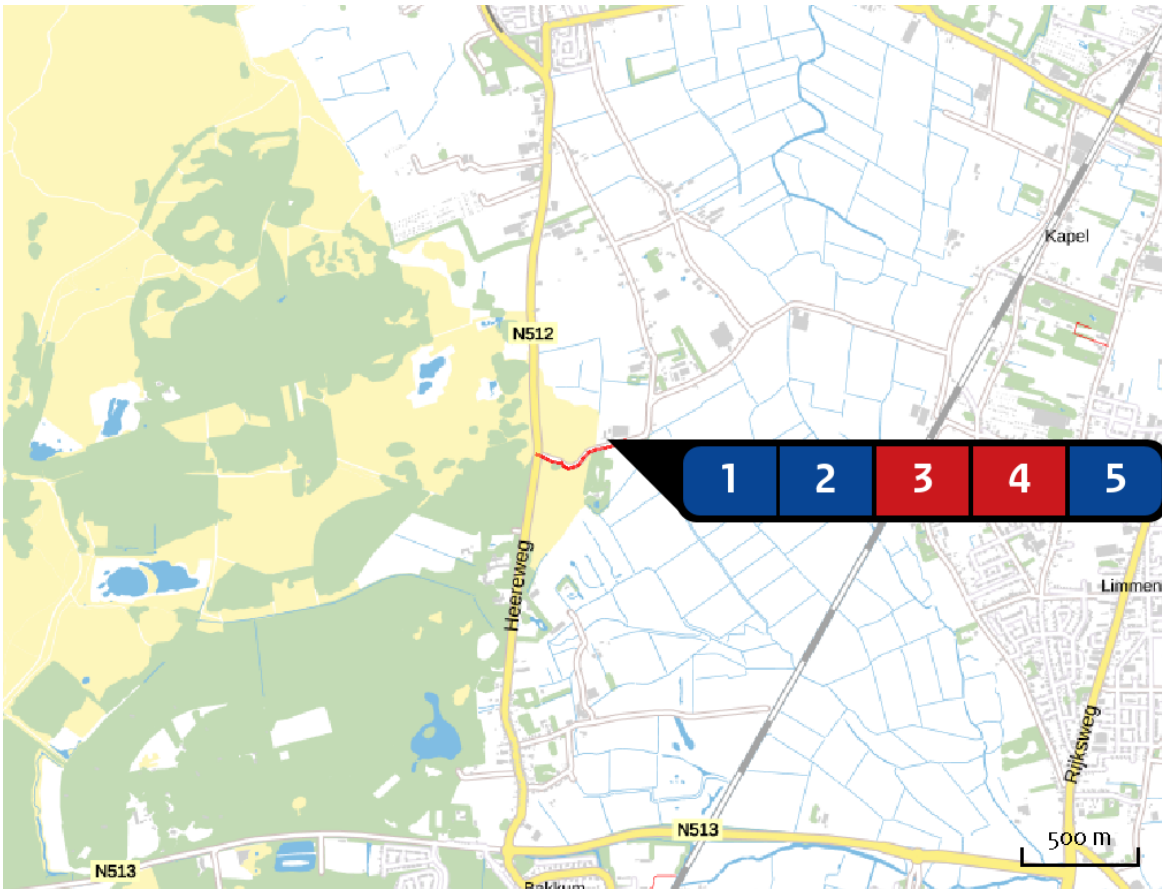 Kapel
N512
1 2 3 4 5
Heereweg
Limmen
Rijksweg
N513
500 m
N513
Bakkum